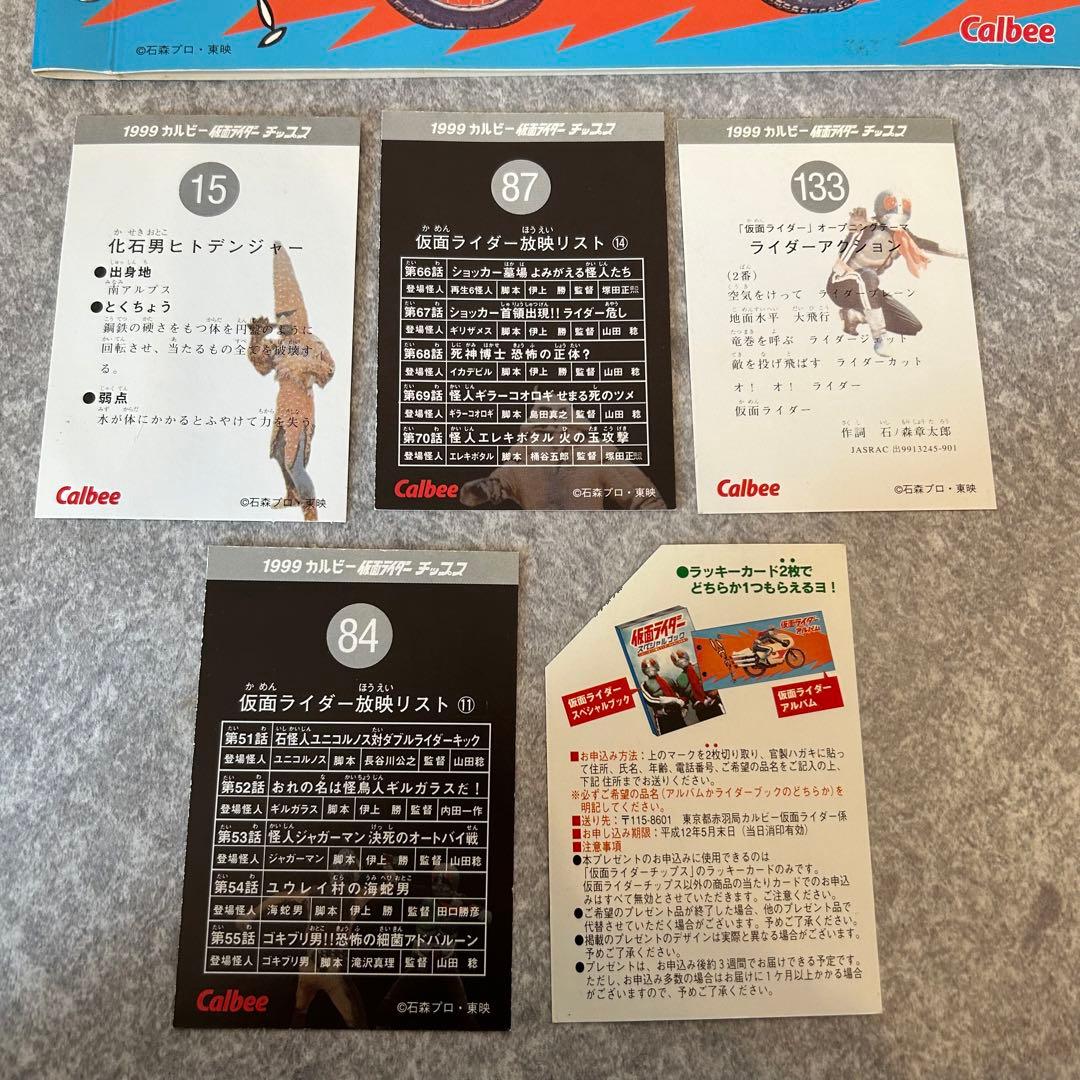 ©石森プロ・東映
Calbee
1999 カルビー 仮面ライダー チップス
15
化石男ヒトデンジャー
●出身地
南アルプス
●とくちょう
鋼鉄の硬さをもつ体を円盤のように
回転させ、当たるもの全てを破壊す
る。
●弱点
水が体にかかるとふやけて力を失う。
Calbee
©石森プロ・東映
1999 カルビー 仮面ライダー チップス
87
仮面ライダー放映リスト ⑭
第66話 ショッカー墓場 よみがえる怪人たち
登場怪人 再生6怪人 脚本 伊上 勝 監督 塚田正熙
第67話 ショッカー首領出現!!ライダー危し
登場怪人 ギリザメス 脚本 伊上 勝 監督 山田 稔
第68話 死神博士 恐怖の正体?
登場怪人 イカデビル 脚本 伊上 勝 監督 山田 稔
第69話 怪人ギラーコオロギ せまる死のツメ
登場怪人 ギラーコオロギ 脚本 島田真之 監督 山田 稔
第70話 怪人エレキボタル 火の玉攻撃
登場怪人 エレキボタル 脚本 桶谷五郎 監督 塚田正熙
Calbee
©石森プロ・東映
1999 カルビー 仮面ライダー チップス
133
「仮面ライダー」オープニングテーマ
ライダーアクション
(2番)
空気をけって ライダープレーン
地面水平 大飛行
竜巻を呼ぶ ライダージェット
敵を投げ飛ばす ライダーカット
オ! オ! ライダー
仮面ライダー
作詞 石ノ森章太郎
JASRAC 出9913245-901
Calbee
©石森プロ・東映
1999 カルビー 仮面ライダー チップス
84
仮面ライダー放映リスト ⑪
第51話 石怪人ユニコルノス対ダブルライダーキック
登場怪人 ユニコルノス 脚本 長谷川公之 監督 山田稔
第52話 おれの名は怪鳥人ギルガラスだ!
登場怪人 ギルガラス 脚本 伊上 勝 監督 内田一作
第53話 怪人ジャガーマン 決死のオートバイ戦
登場怪人 ジャガーマン 脚本 伊上 勝 監督 山田稔
第54話 ユウレイ村の海蛇男
登場怪人 海蛇男 脚本 伊上 勝 監督 田口勝彦
第55話 ゴキブリ男!!恐怖の細菌アドバルーン
登場怪人 ゴキブリ男 脚本 滝沢真理 監督 山田 稔
Calbee
©石森プロ・東映
●ラッキーカード2枚で
どちらか1つもらえるヨ!
仮面ライダー
スペシャルブック
仮面ライダー
アルバム
仮面ライダー
スペシャルブック
仮面ライダー
アルバム
■お申込み方法：上のマークを2枚切り取り、官製ハガキに貼っ
て住所、氏名、年齢、電話番号、ご希望の品名をご記入の上、
下記 住所までお送りください。
※必ずご希望の品名(アルバムかライダーブックのどちらか)を
明記してください。
■送り先：〒115-8601 東京都赤羽局カルビー仮面ライダー係
■お申し込み期限：平成12年5月末日(当日消印有効)
■注意事項
●本プレゼントのお申込みに使用できるのは
「仮面ライダーチップス」のラッキーカードのみです。
仮面ライダーチップス以外の商品の当たりカードでのお申込
みはすべて無効とさせていただきます。ご注意ください。
●ご希望のプレゼント品が終了した場合、他のプレゼント品で
代替させていただく場合がございます。予めご了承ください。
●掲載のプレゼントのデザインは実際と異なる場合がございます。
予めご了承ください。
●プレゼントは、お申込み後約3週間でお届けできる予定です。
ただし、お申込み多数の場合はお届けに1ケ月以上かかる場合
がございますので、予めご了承ください。